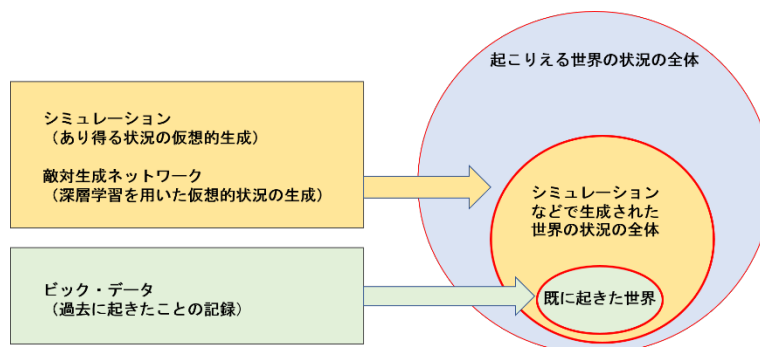 シミュレーション
（あり得る状況の仮想的生成）
敵対生成ネットワーク
（深層学習を用いた仮想的状況の生成）
ビック・データ
（過去に起きたことの記録）
起こりえる世界の状況の全体
シミュレーション
などで生成された
世界の状況の全体
既に起きた世界